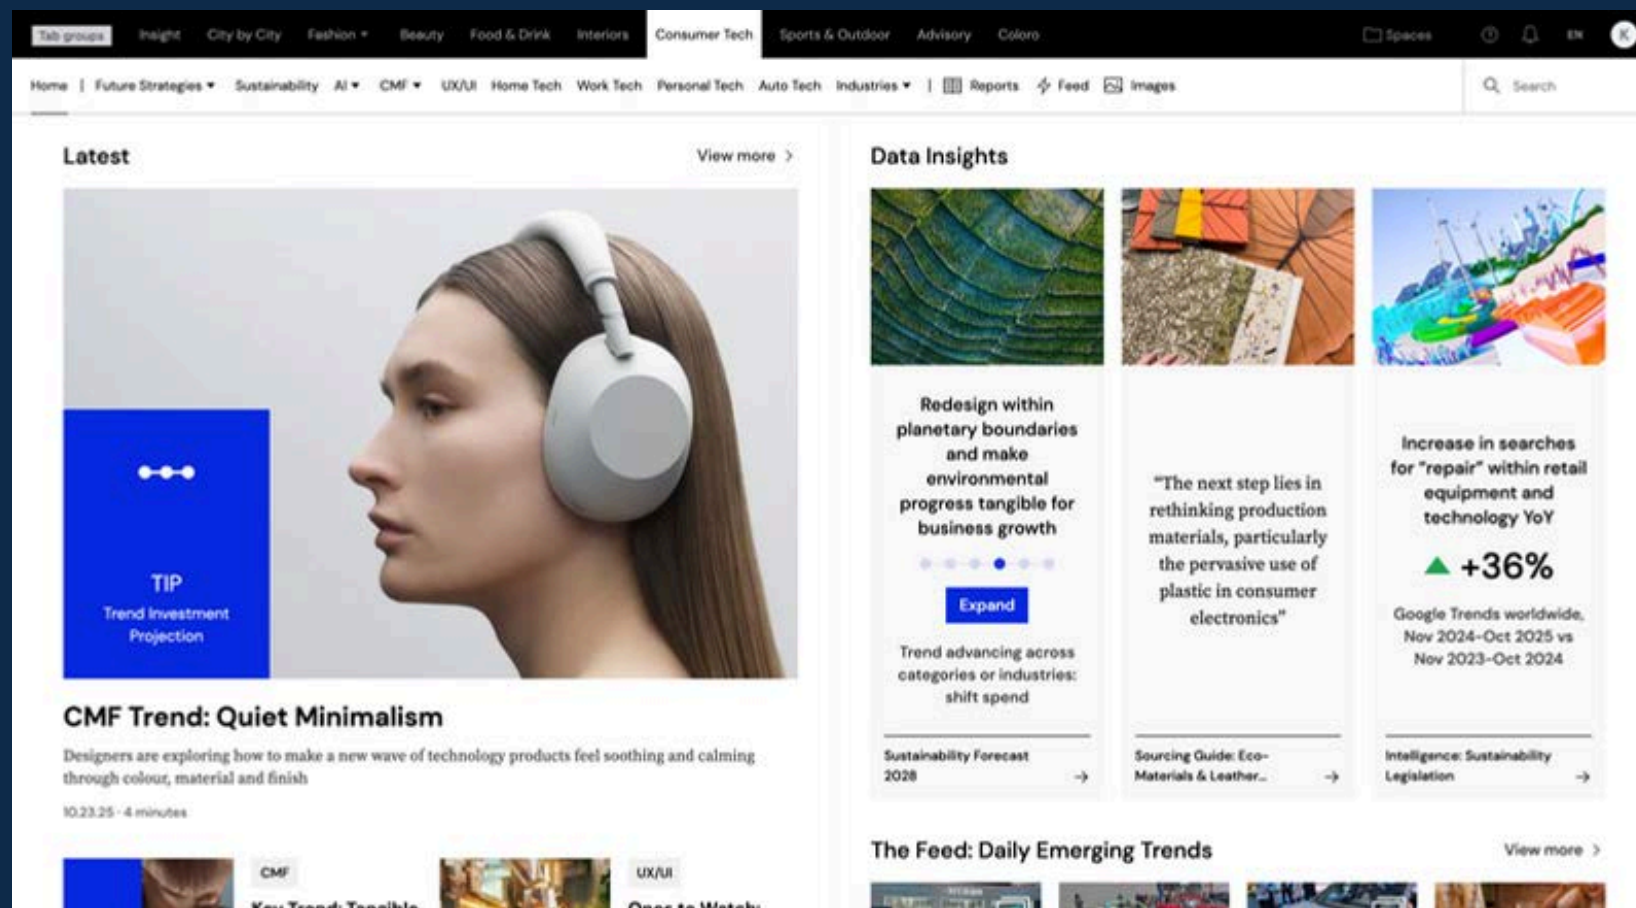 Tab groups Insight City by City Fashion Beauty Food & Drink Interiors Consumer Tech Sports & Outdoor Advisory Coloro Spaces EN K
Home | Future Strategies Sustainability AI CMF UX/UI Home Tech Work Tech Personal Tech Auto Tech Industries | Reports Feed Images Search
Latest
View more >
TIP
Trend Investment
Projection
CMF Trend: Quiet Minimalism
Designers are exploring how to make a new wave of technology products feel soothing and calming
through colour, material and finish
10.23.25 · 4 minutes
CMF
Key Trend: Tangible
UX/UI
Data Insights
Redesign within
planetary boundaries
and make
environmental
progress tangible for
business growth
Expand
Trend advancing across
categories or industries:
shift spend
Sustainability Forecast
2028 →
“The next step lies in
rethinking production
materials, particularly
the pervasive use of
plastic in consumer
electronics”
Sourcing Guide: Eco-
Materials & Leather... →
Increase in searches
for “repair” within retail
equipment and
technology YoY
▲ +36%
Google Trends worldwide,
Nov 2024-Oct 2025 vs
Nov 2023-Oct 2024
Intelligence: Sustainability
Legislation →
The Feed: Daily Emerging Trends
View more >